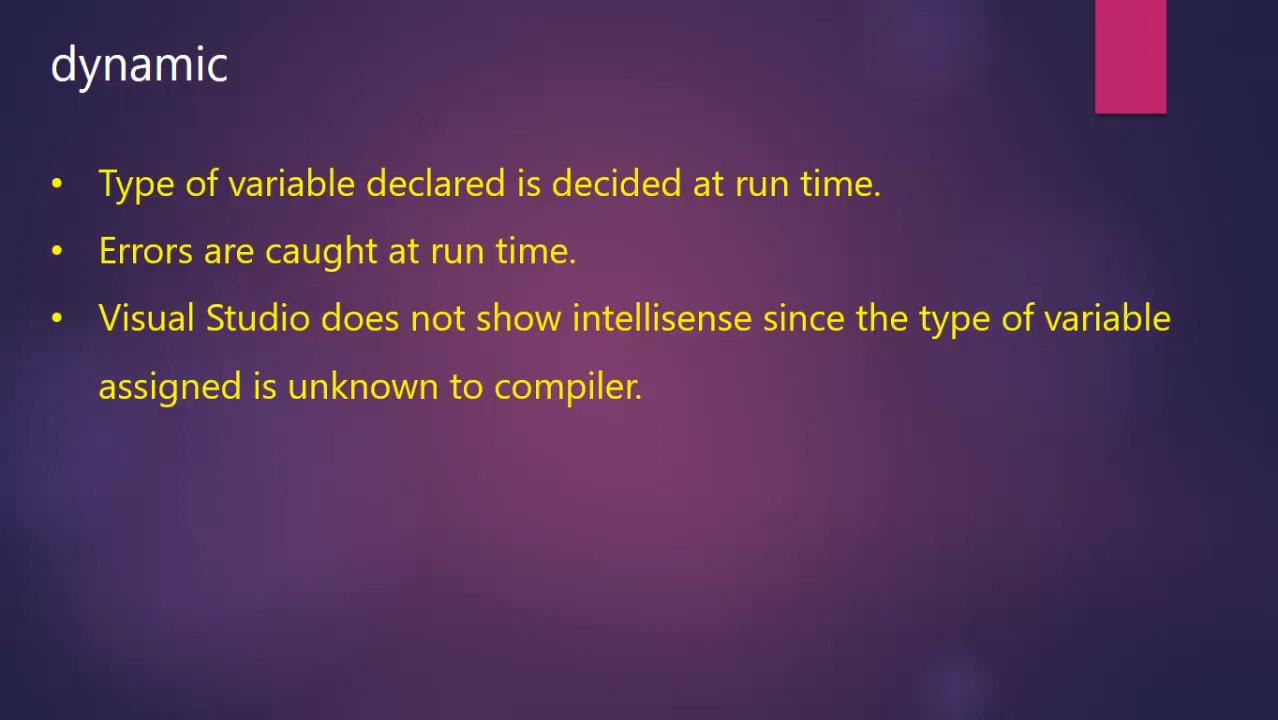 dynamic
• Type of variable declared is decided at run time.
• Errors are caught at run time.
• Visual Studio does not show intellisense since the type of variable
assigned is unknown to compiler.